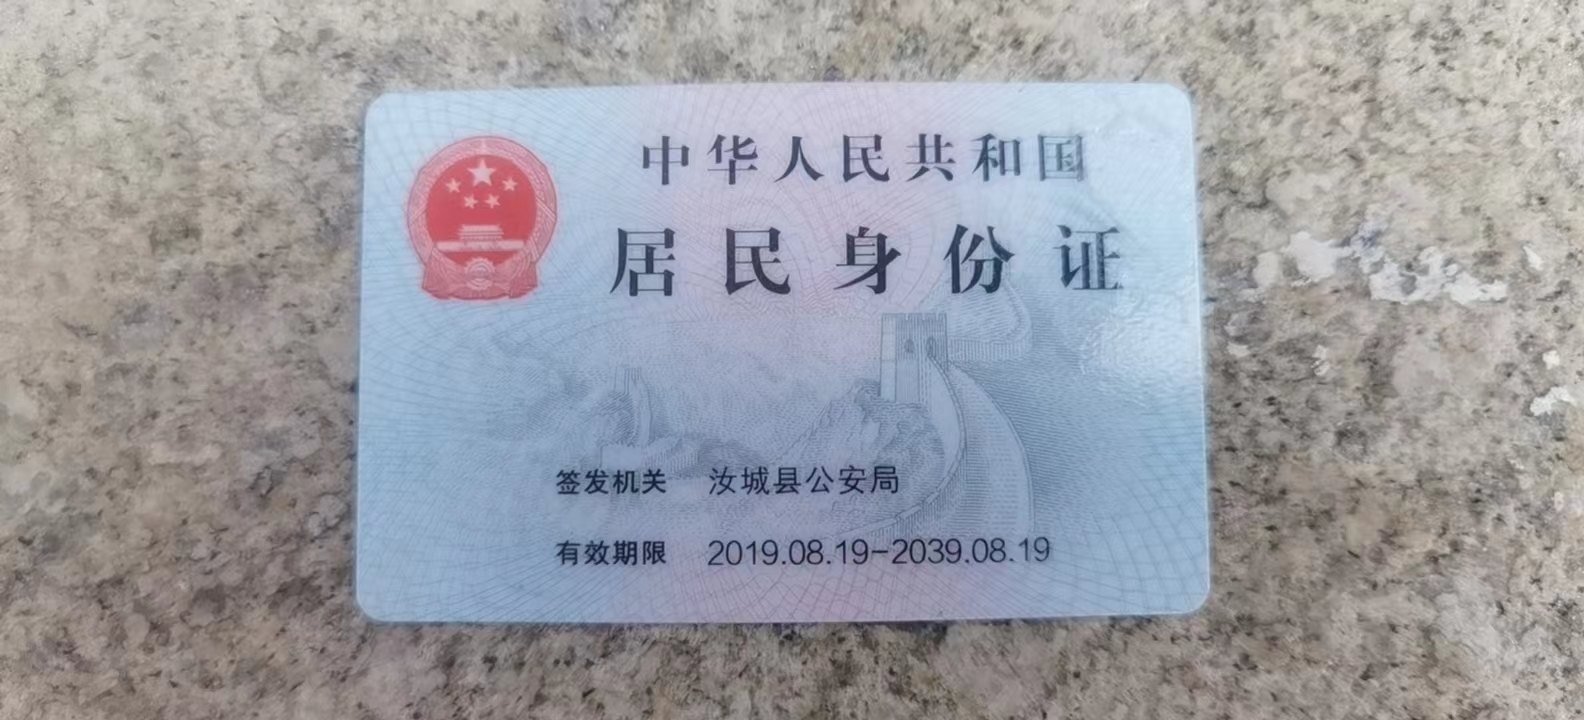 中华人民共和国
居民身份证
签发机关 汝城县公安局
有效期限 2019.08.19-2039.08.19